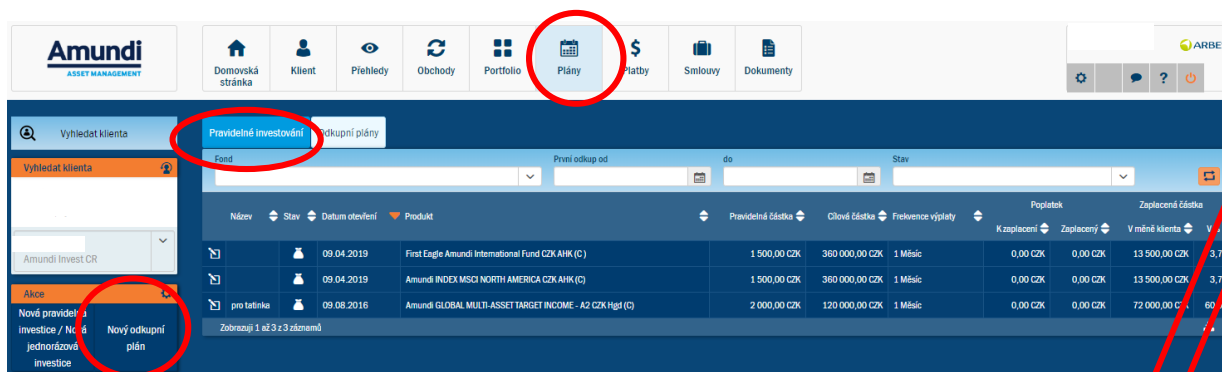 Amundi
ASSET MANAGEMENT
Domovská
stránka
Klient
Přehledy
Obchody
Portfolio
Plány
Platby
Smlouvy
Dokumenty
ARBE
?
Vyhledat klienta
Pravidelné investování
Odkupní plány
Vyhledat klienta
Fond
První odkup od
do
Stav
Amundi Invest CR
Název Stav Datum otevření Produkt Pravidelná částka Cílová částka Frekvence výplaty Poplatek Zaplacená částka
K zaplacení Zaplacený V měně klienta
09.04.2019 First Eagle Amundi International Fund CZK AHK (C ) 1 500,00 CZK 360 000,00 CZK 1 Měsíc 0,00 CZK 0,00 CZK 13 500,00 CZK 3,7
09.04.2019 Amundi INDEX MSCI NORTH AMERICA CZK AHK (C) 1 500,00 CZK 360 000,00 CZK 1 Měsíc 0,00 CZK 0,00 CZK 13 500,00 CZK 3,7
pro tatinka 09.08.2016 Amundi GLOBAL MULTI-ASSET TARGET INCOME - A2 CZK Hgd (C) 2 000,00 CZK 120 000,00 CZK 1 Měsíc 0,00 CZK 0,00 CZK 72 000,00 CZK 60
Zobrazuji 1 až 3 z 3 záznamů
Akce
Nová pravidelná
investice / Nová
jednorázová
investice
Nový odkupní
plán